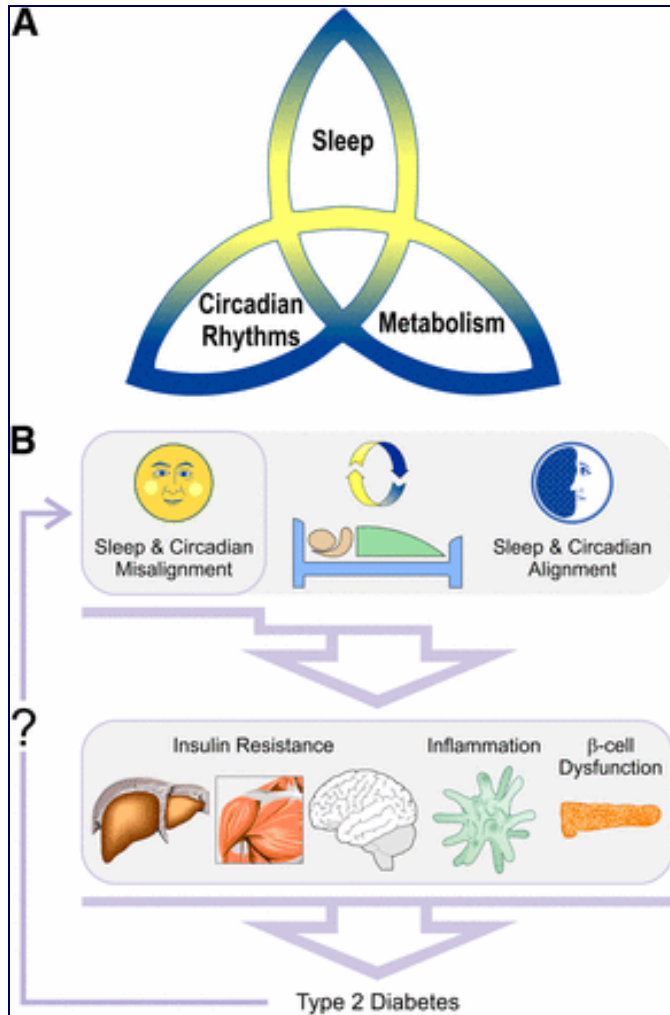 A
Sleep
Circadian
Rhythms
Metabolism
B
Sleep & Circadian
Misalignment
Sleep & Circadian
Alignment
?
Insulin Resistance
Inflammation
β-cell
Dysfunction
Type 2 Diabetes